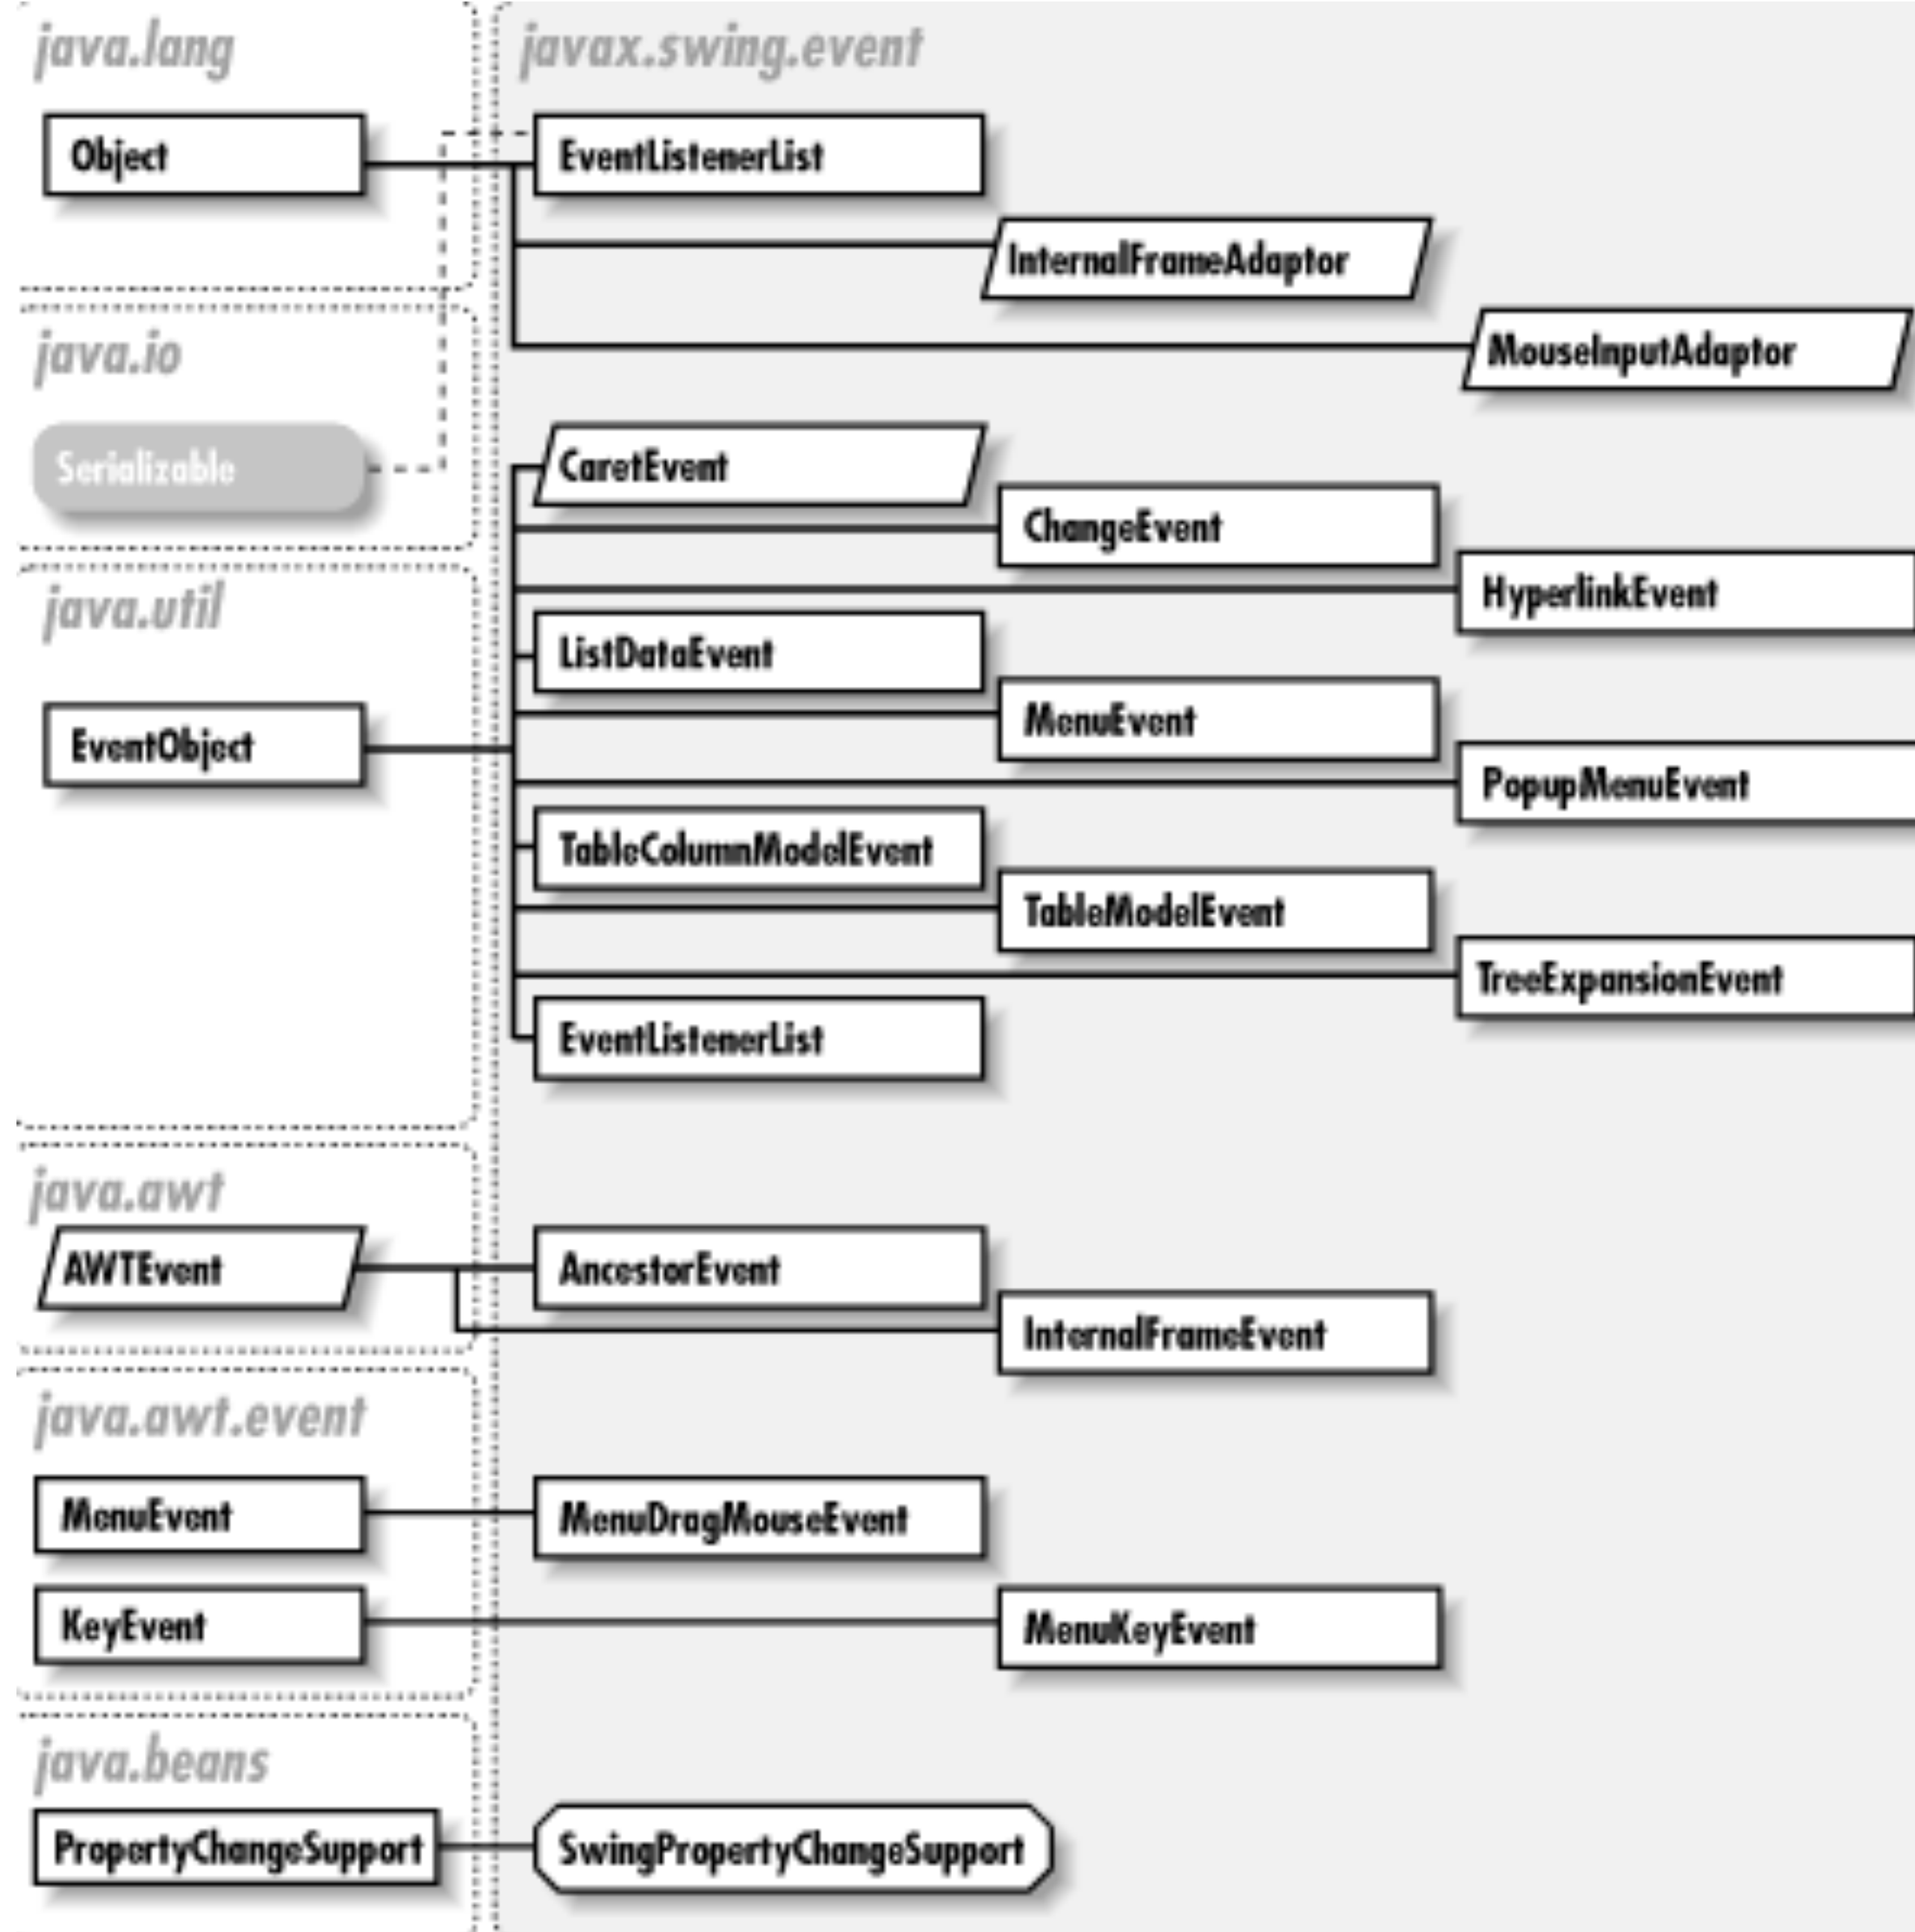 java.lang
javax.swing.event
Object
EventListenerList
InternalFrameAdaptor
java.io
MouseInputAdaptor
Serializable
CaretEvent
ChangeEvent
java.util
HyperlinkEvent
ListDataEvent
MenuEvent
EventObject
PopupMenuEvent
TableColumnModelEvent
TableModelEvent
TreeExpansionEvent
EventListenerList
java.awt
AWTEvent
AncestorEvent
InternalFrameEvent
java.awt.event
MenuEvent
MenuDragMouseEvent
KeyEvent
MenuKeyEvent
java.beans
PropertyChangeSupport
SwingPropertyChangeSupport